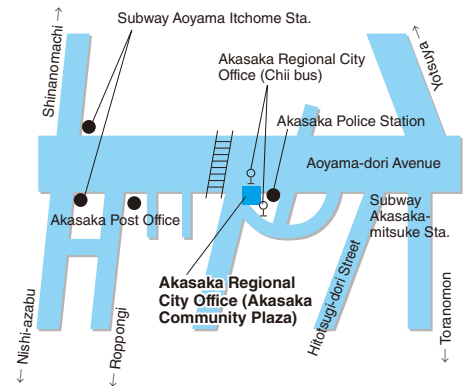 Subway Aoyama Itchome Sta.
Shinanomachi →
Yotsuya →
Akasaka Regional City
Office (Chii bus)
Akasaka Police Station
Aoyama-dori Avenue
Akasaka Post Office
Subway
Akasaka-
mitsuke Sta.
Akasaka Regional
City Office (Akasaka
Community Plaza)
Hitotsugi-dori Street
← Nishi-azabu
← Roppongi
← Toranomon